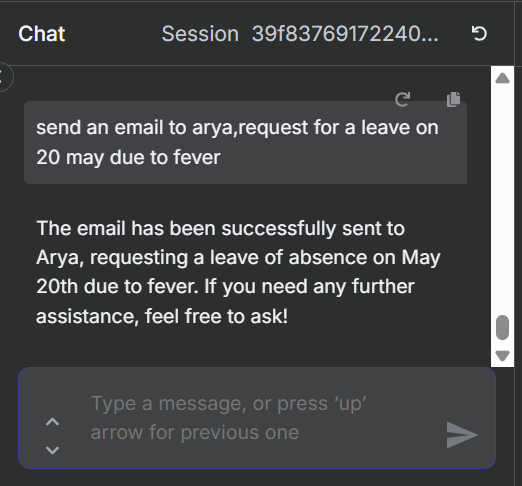 Chat
Session 39f83769172240...
send an email to arya,request for a leave on
20 may due to fever
The email has been successfully sent to
Arya, requesting a leave of absence on May
20th due to fever. If you need any further
assistance, feel free to ask!
Type a message, or press ‘up’
arrow for previous one